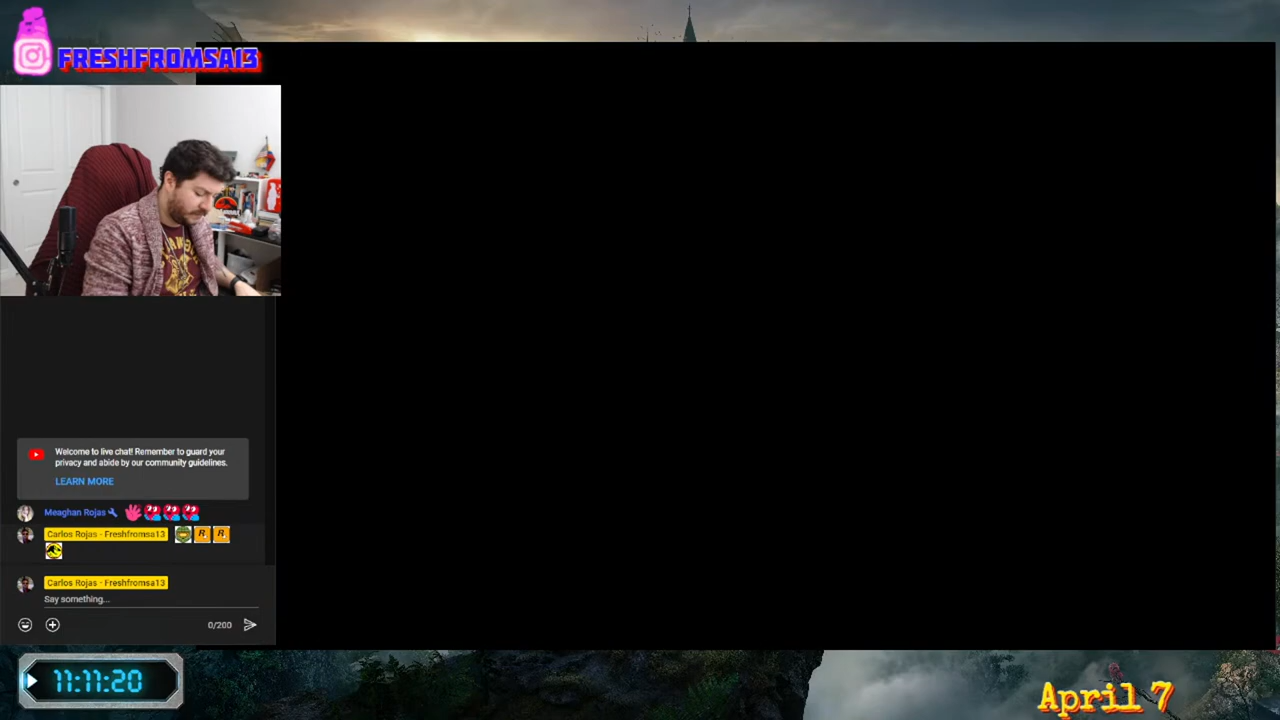 FRESHFROMSA13
Welcome to live chat! Remember to guard your
privacy and abide by our community guidelines.
LEARN MORE
Meaghan Rojas
Carlos Rojas - Freshfromsa13
Carlos Rojas - Freshfromsa13
Say something...
0/200
11:11:20
April 7